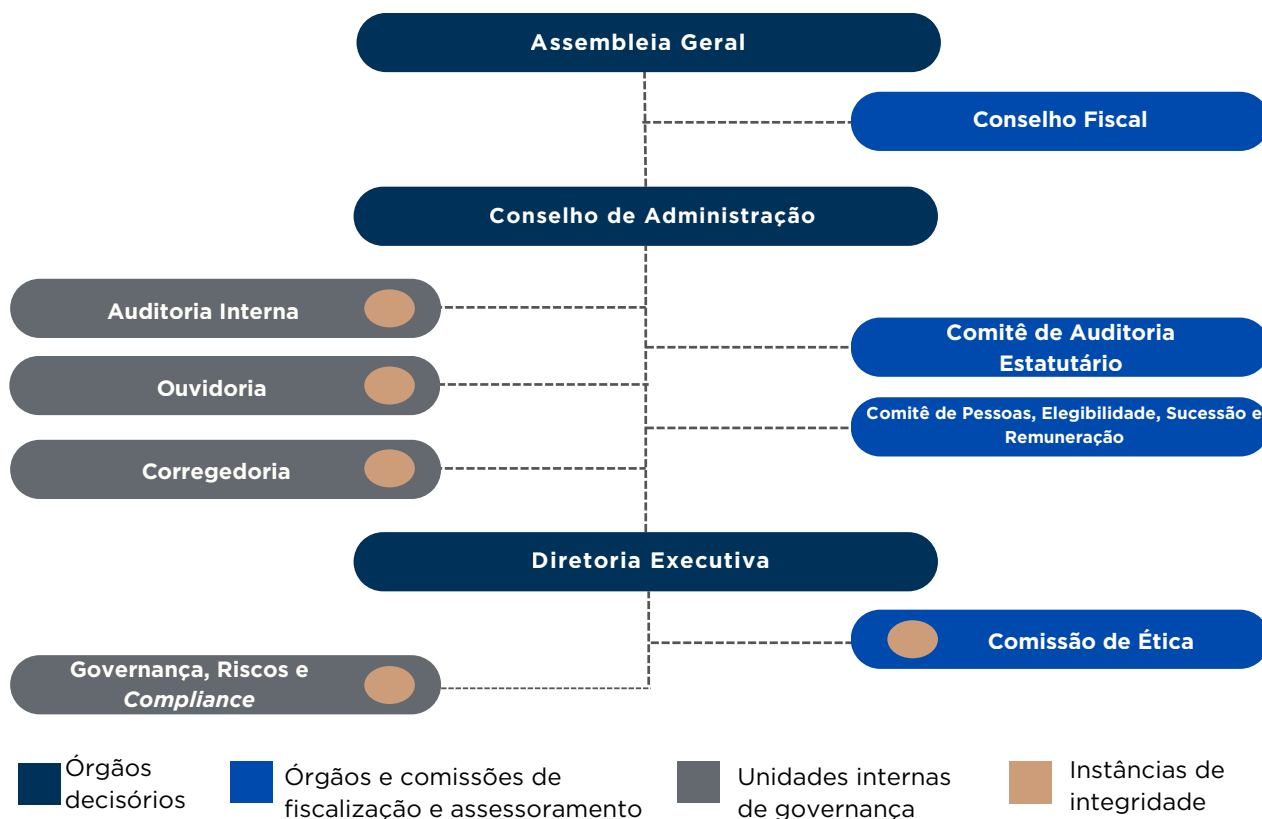 Assembleia Geral
Conselho Fiscal
Conselho de Administração
Auditoria Interna
Comitê de Auditoria
Estatutário
Ouvidoria
Comitê de Pessoas, Elegibilidade, Sucessão e
Remuneração
Corregedoria
Diretoria Executiva
Comissão de Ética
Governança, Riscos e
Compliance
Órgãos
decisórios
Órgãos e comissões de
fiscalização e assessoramento
Unidades internas
de governança
Instâncias de
integridade